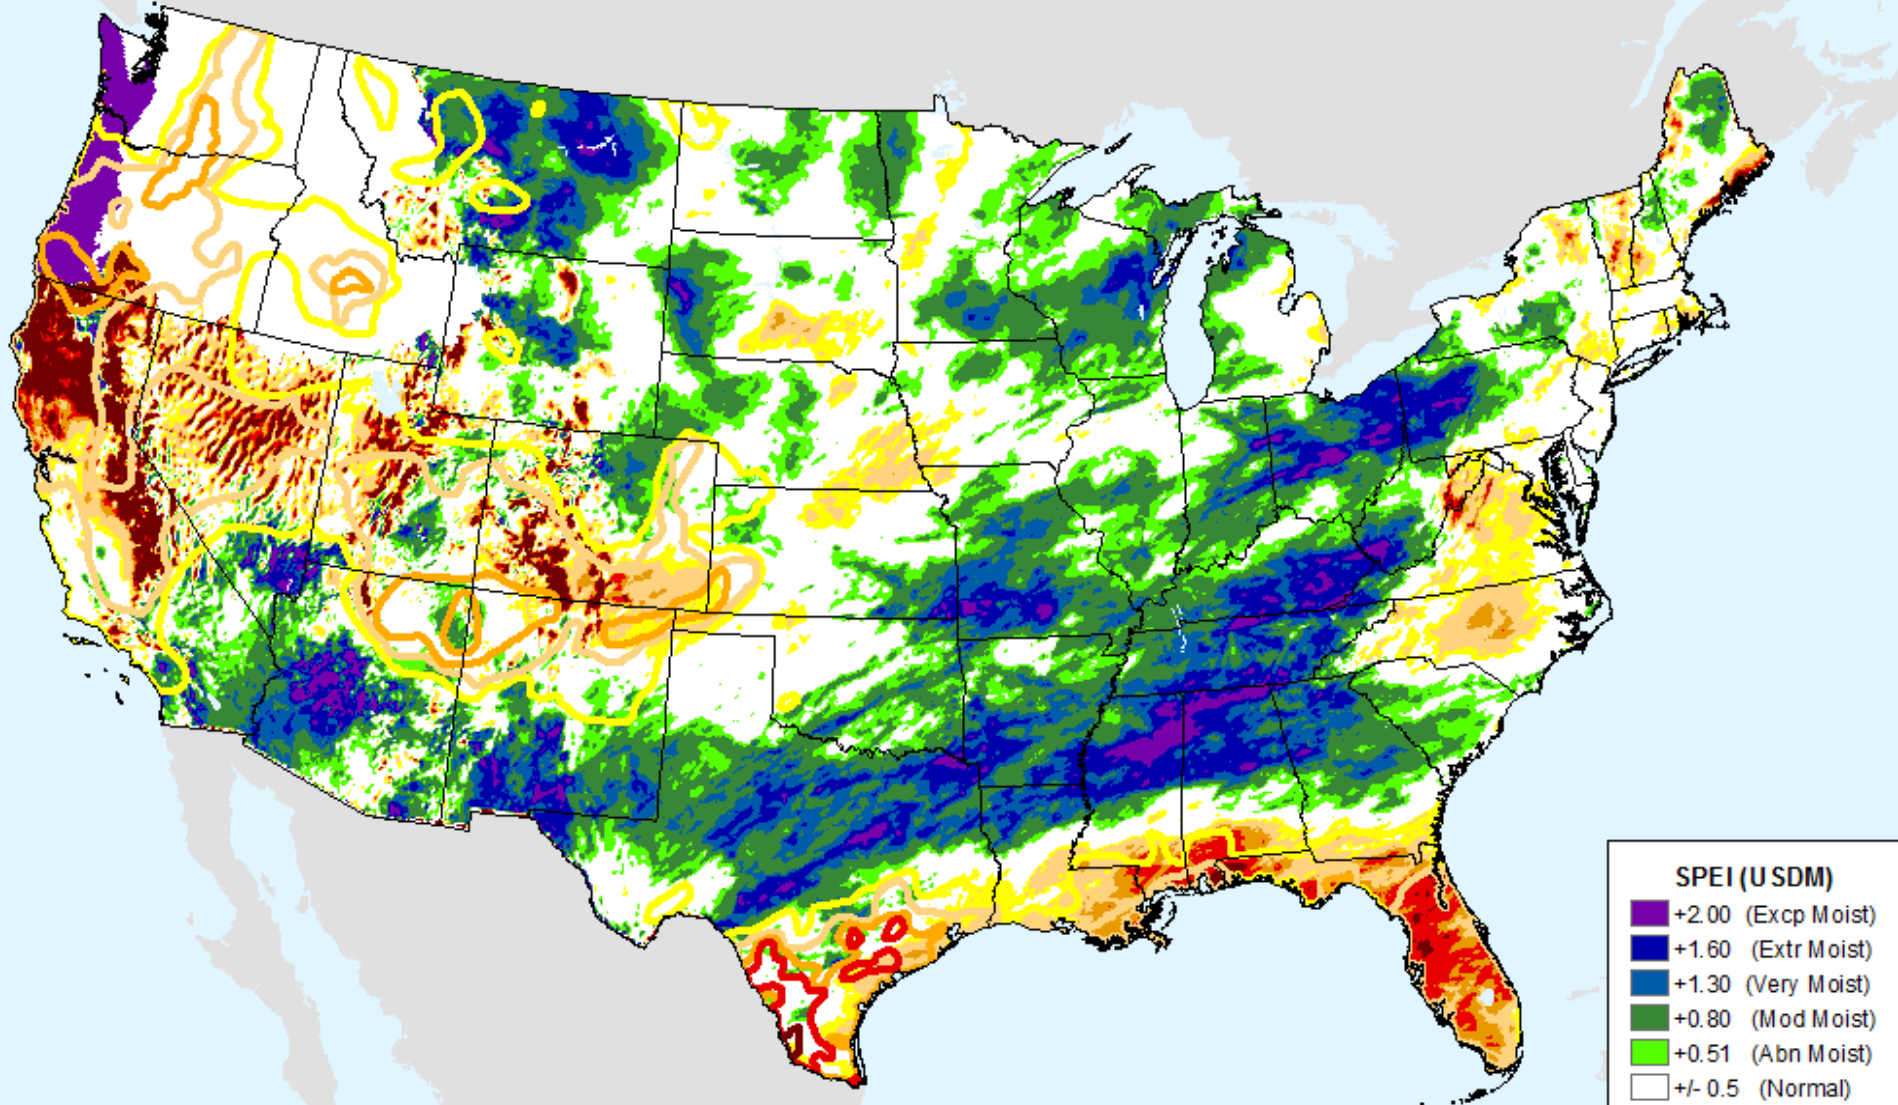 SPEI (USDM)
+2.00 (Excp Moist)
+1.60 (Extr Moist)
+1.30 (Very Moist)
+0.80 (Mod Moist)
+0.51 (Abn Moist)
+/- 0.5 (Normal)